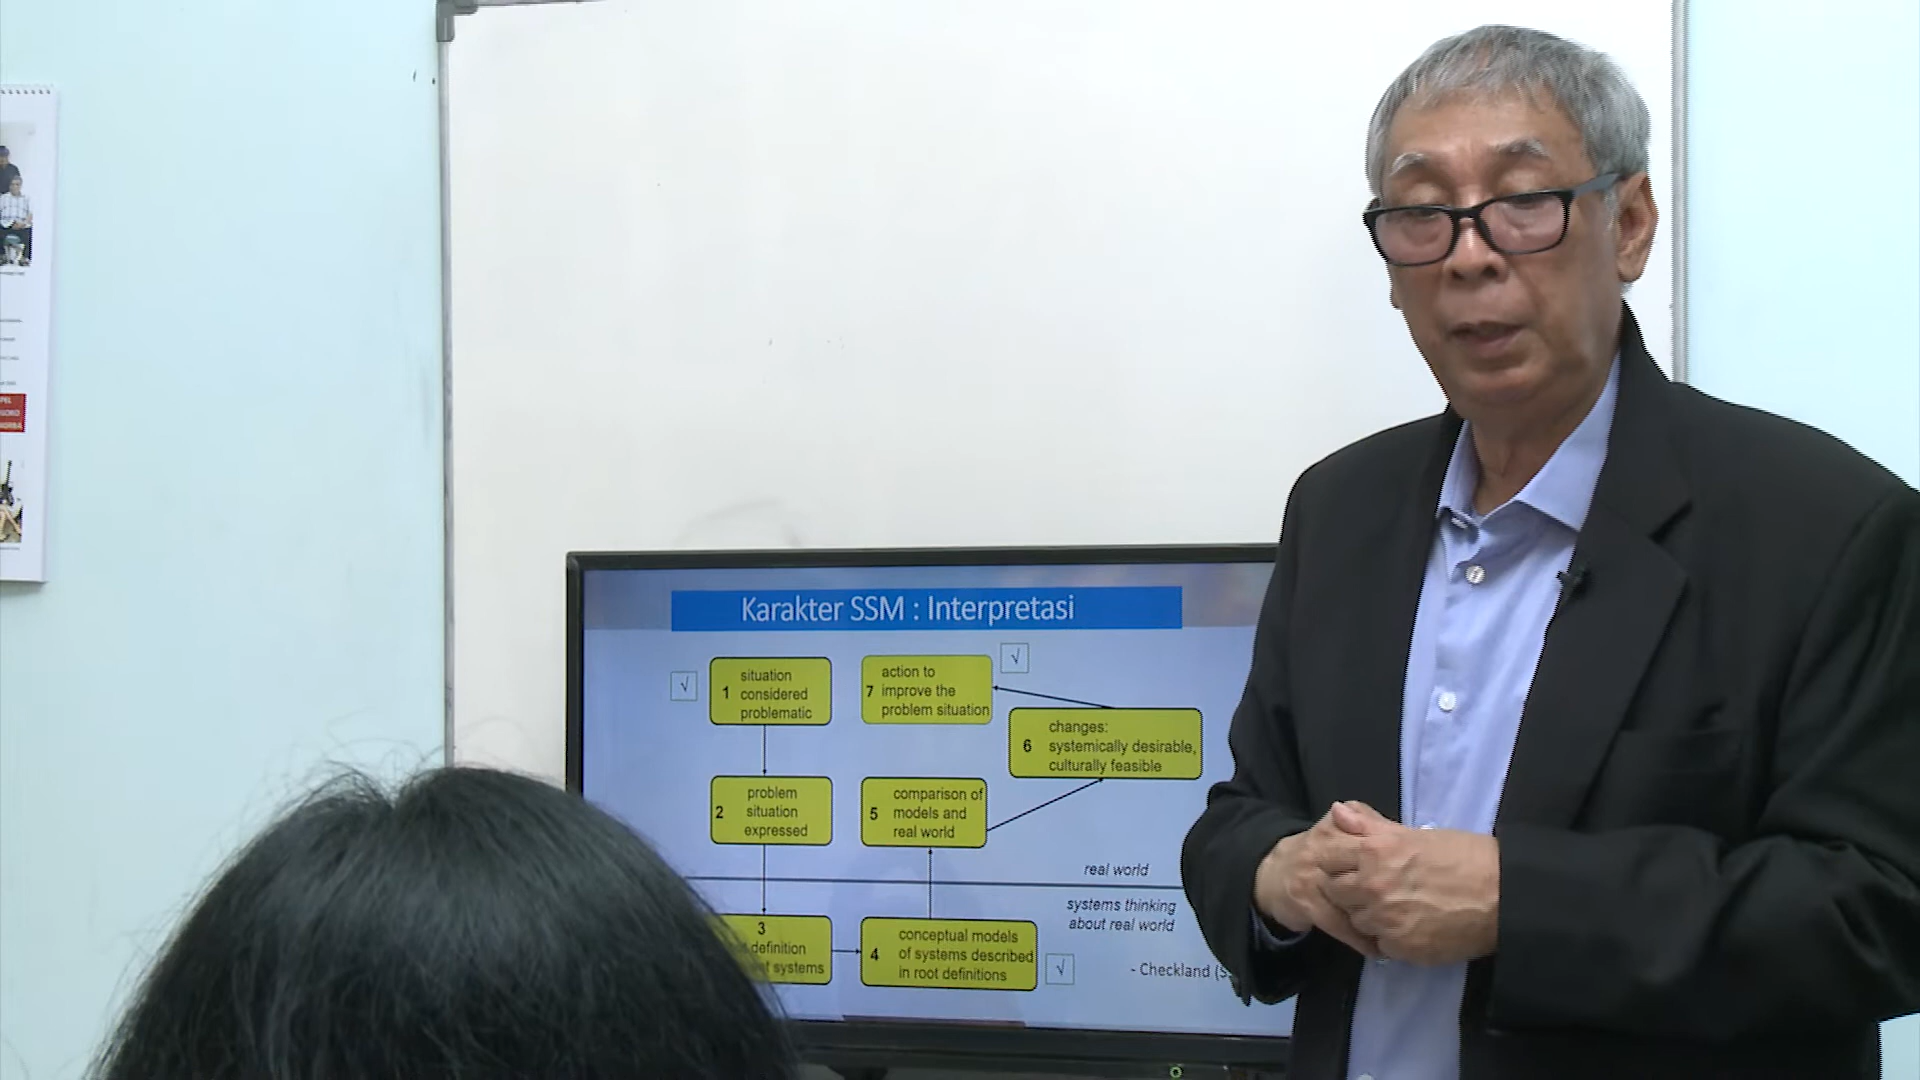 Karakter SSM : Interpretasi
√
1 situation
considered
problematic
2 problem
situation
expressed
3
definition
systems
4 conceptual models
of systems described
in root definitions
√
5 comparison of
models and
real world
6 changes:
systemically desirable,
culturally feasible
7 action to
improve the
problem situation
√
real world
systems thinking
about real world
- Checkland